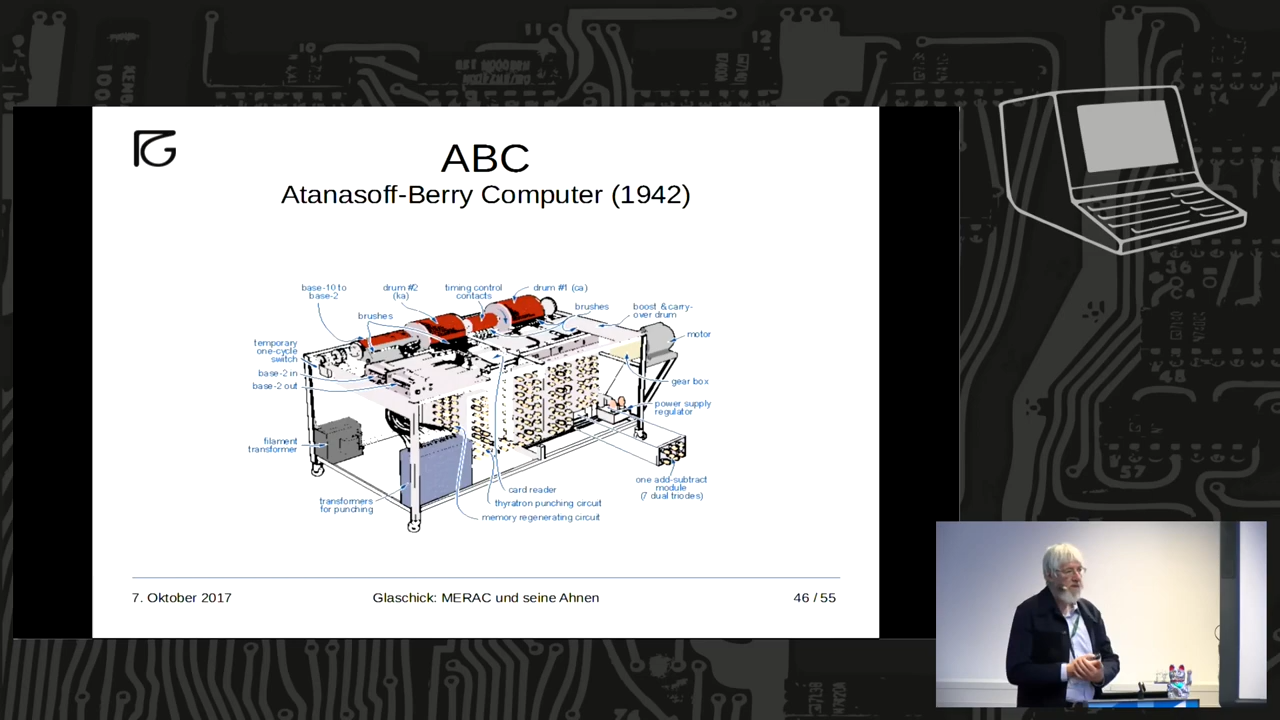 ABC
Atanasoff-Berry Computer (1942)
base-10 to
base-2
drum #2
(ka)
timing control
contacts
drum #1 (ca)
brushes
brushes
boost & carry-
over drum
motor
temporary
one-cycle
switch
base-2 in
base-2 out
gear box
power supply
regulator
filament
transformer
one add-subtract
module
(7 dual triodes)
card reader
transformers
for punching
thyratron punching circuit
memory regenerating circuit
7. Oktober 2017
Glaschick: MERAC und seine Ahnen
46 / 55